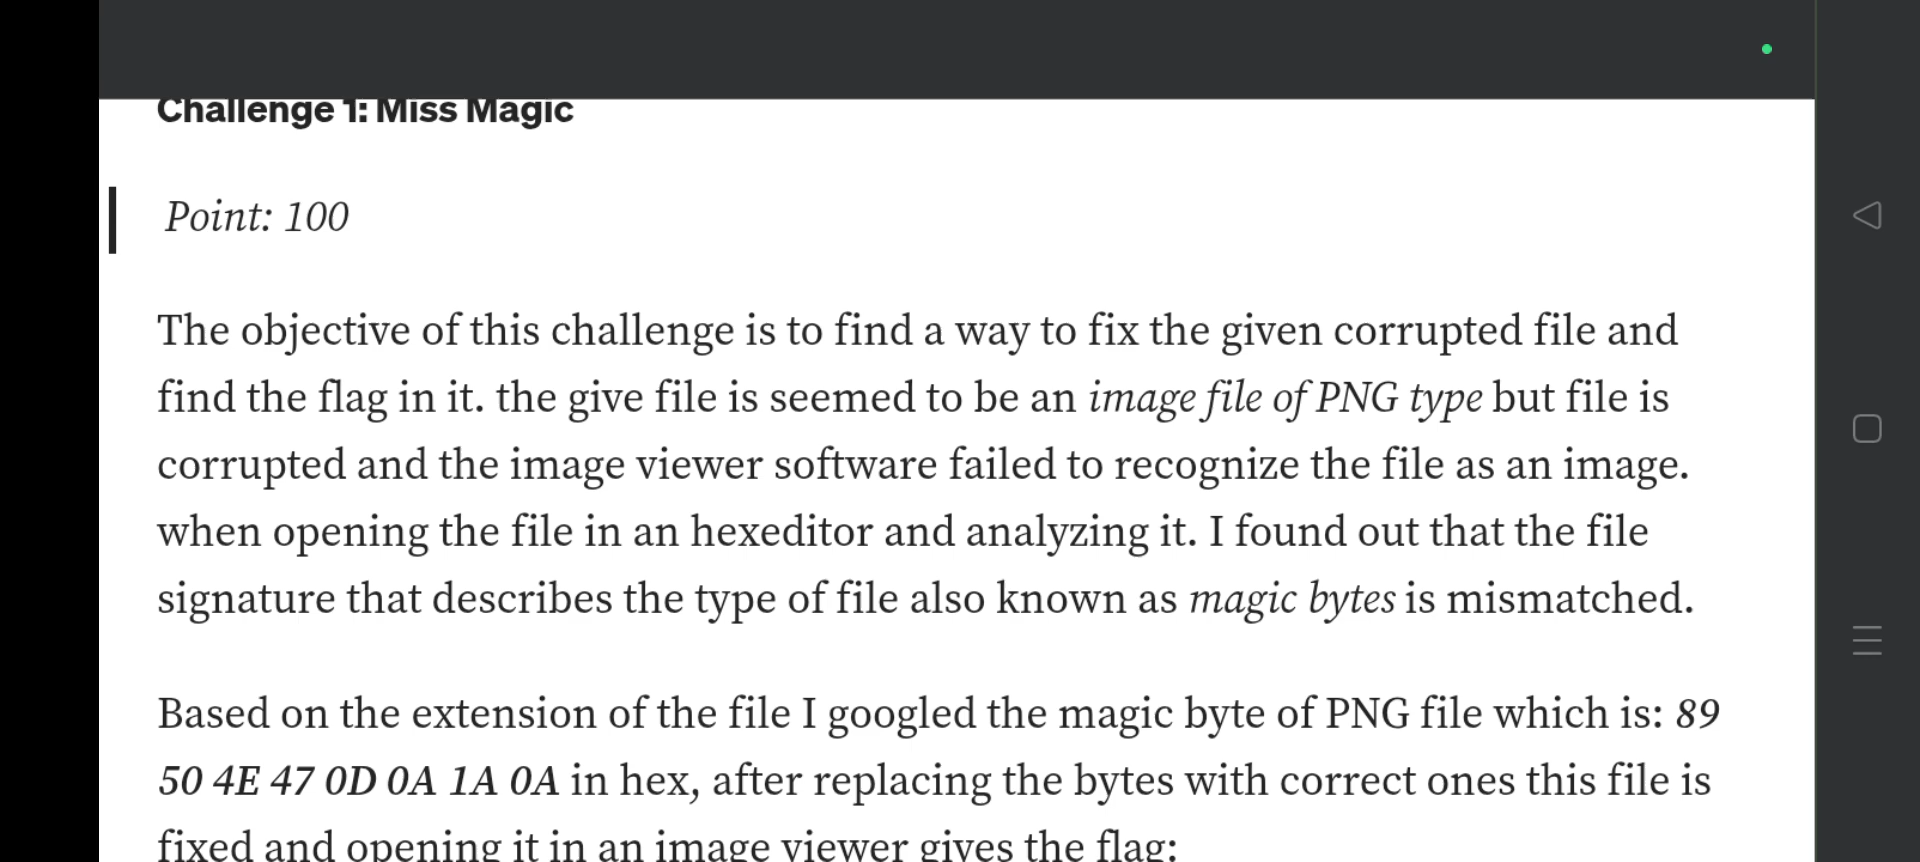 Challenge 1: Miss Magic
Point: 100
The objective of this challenge is to find a way to fix the given corrupted file and
find the flag in it. the give file is seemed to be an image file of PNG type but file is
corrupted and the image viewer software failed to recognize the file as an image.
when opening the file in an hexeditor and analyzing it. I found out that the file
signature that describes the type of file also known as magic bytes is mismatched.
Based on the extension of the file I googled the magic byte of PNG file which is: 89
50 4E 47 0D 0A 1A 0A in hex, after replacing the bytes with correct ones this file is
fixed and opening it in an image viewer gives the flag: